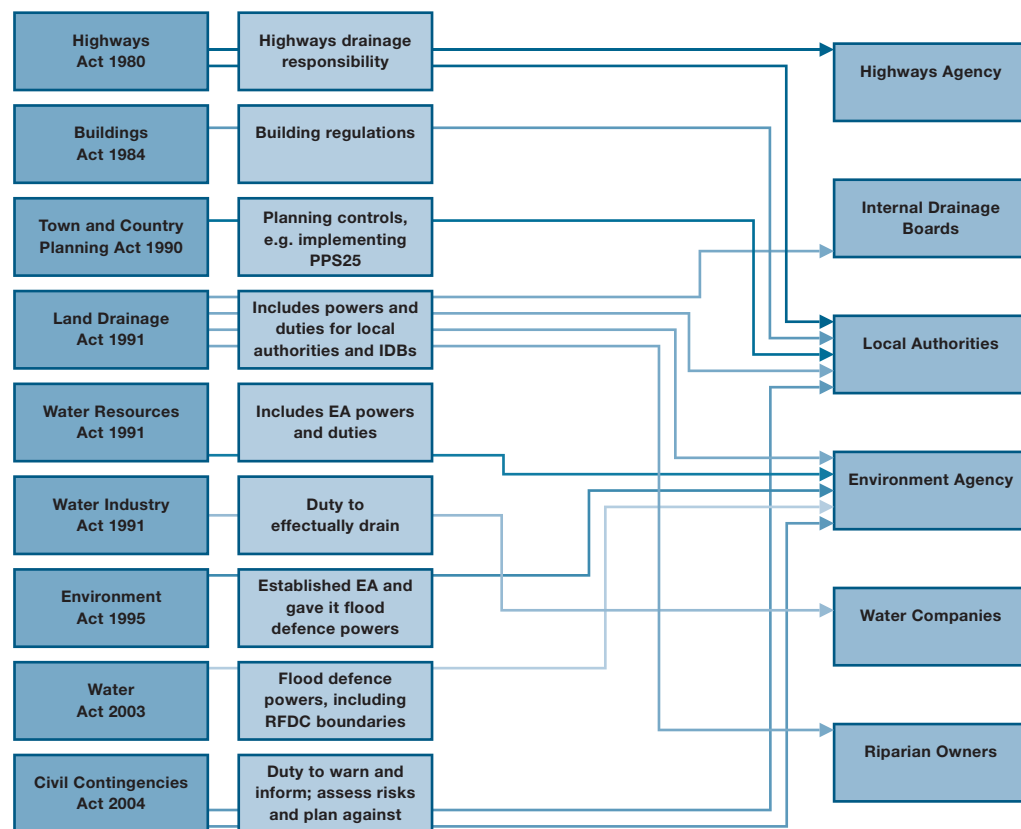 Highways
Act 1980
Highways drainage
responsibility
Highways Agency
Buildings
Act 1984
Building regulations
Internal Drainage
Boards
Town and Country
Planning Act 1990
Planning controls,
e.g. implementing
PPS25
Land Drainage
Act 1991
Includes powers and
duties for local
authorities and IDBs
Local Authorities
Water Resources
Act 1991
Includes EA powers
and duties
Environment Agency
Water Industry
Act 1991
Duty to
effectually drain
Environment
Act 1995
Established EA and
gave it flood
defence powers
Water Companies
Water
Act 2003
Flood defence
powers, including
RFDC boundaries
Riparian Owners
Civil Contingencies
Act 2004
Duty to warn and
inform; assess risks
and plan against